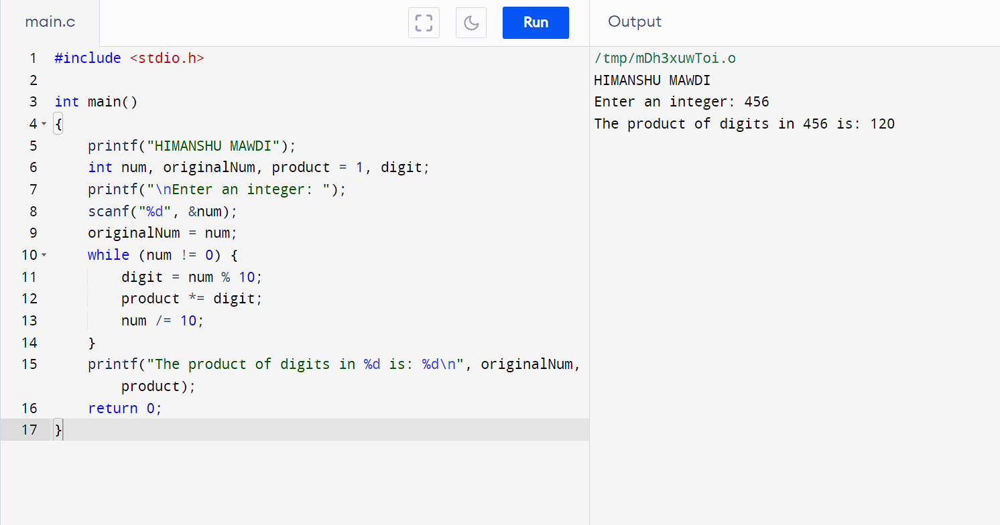 main.c
Run
Output
1 #include <stdio.h>
2
3 int main()
4 {
5     printf("HIMANSHU MAWDI");
6     int num, originalNum, product = 1, digit;
7     printf("\nEnter an integer: ");
8     scanf("%d", &num);
9     originalNum = num;
10     while (num != 0) {
11         digit = num % 10;
12         product *= digit;
13         num /= 10;
14     }
15     printf("The product of digits in %d is: %d\n", originalNum,
        product);
16     return 0;
17 }
/tmp/mDh3xuwToi.o
HIMANSHU MAWDI
Enter an integer: 456
The product of digits in 456 is: 120